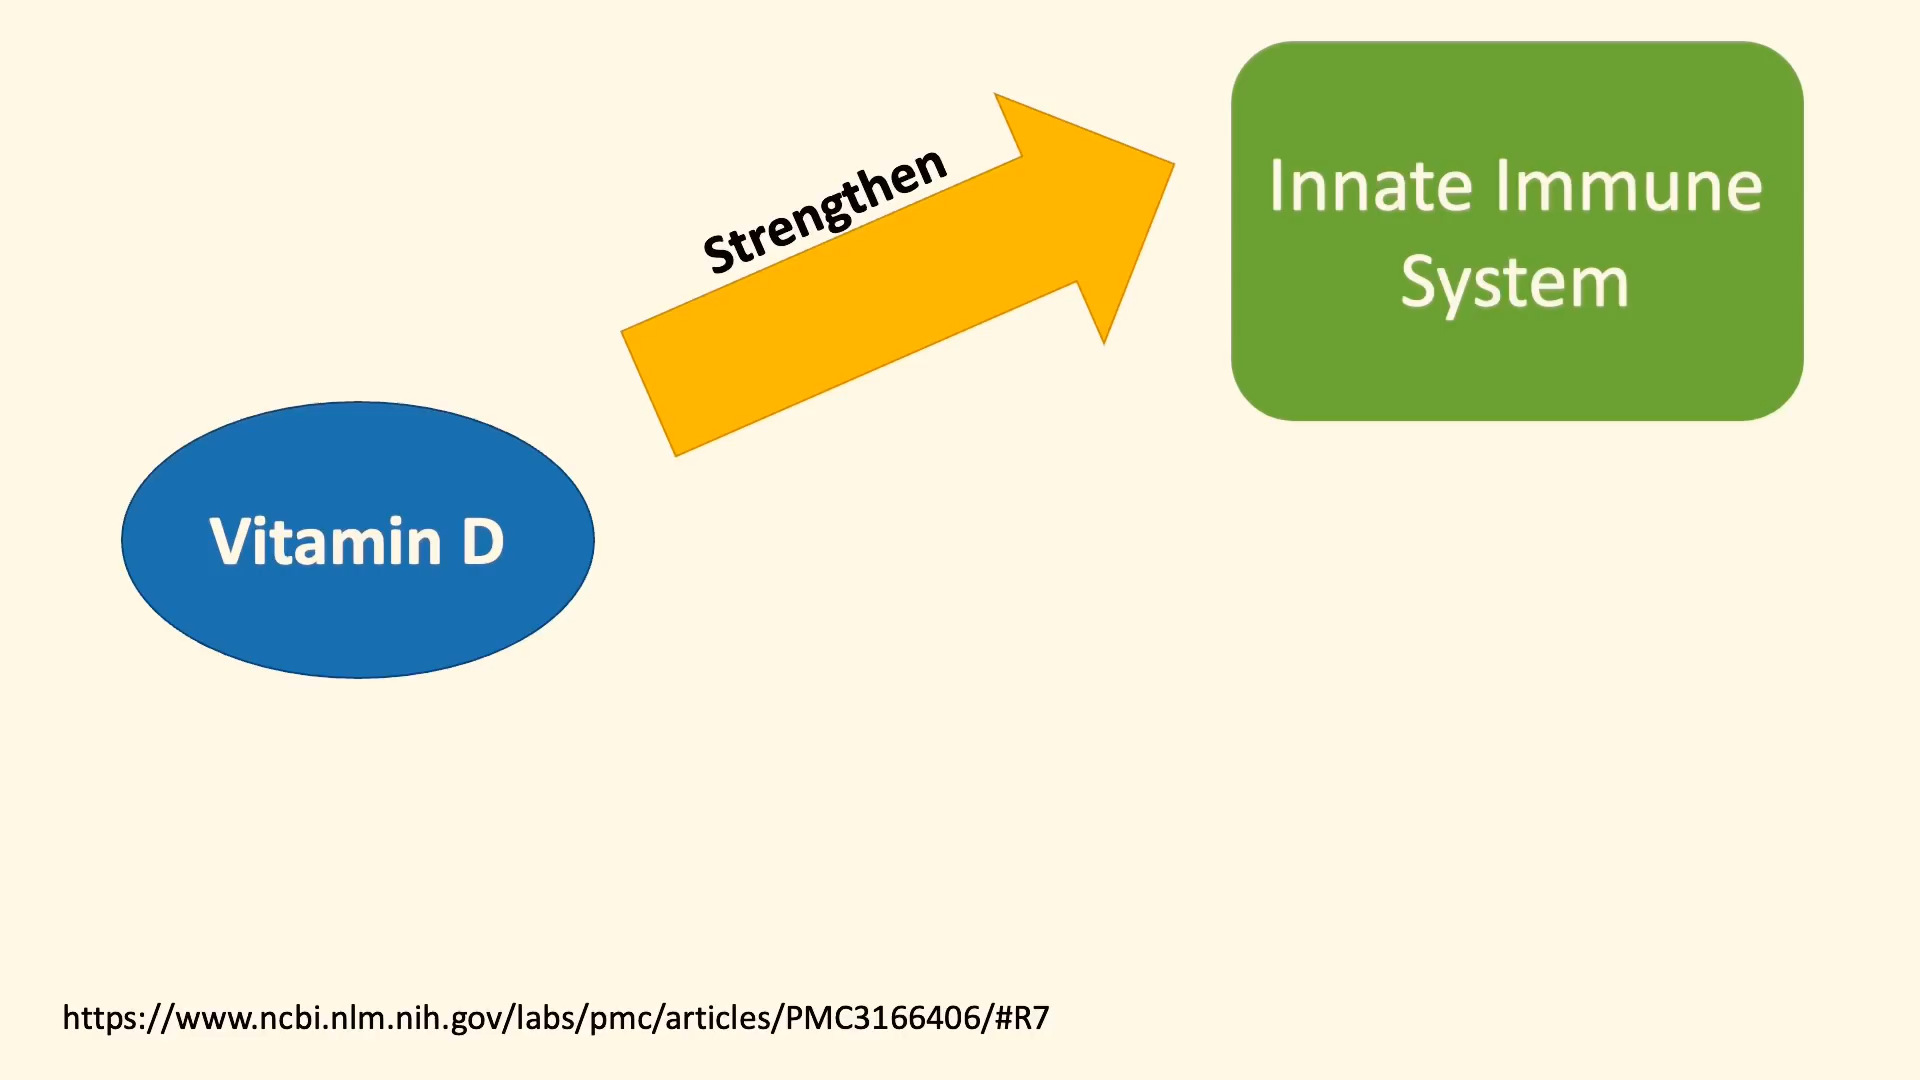 Strengthen
Innate Immune
System
Vitamin D
https://www.ncbi.nlm.nih.gov/labs/pmc/articles/PMC3166406/#R7